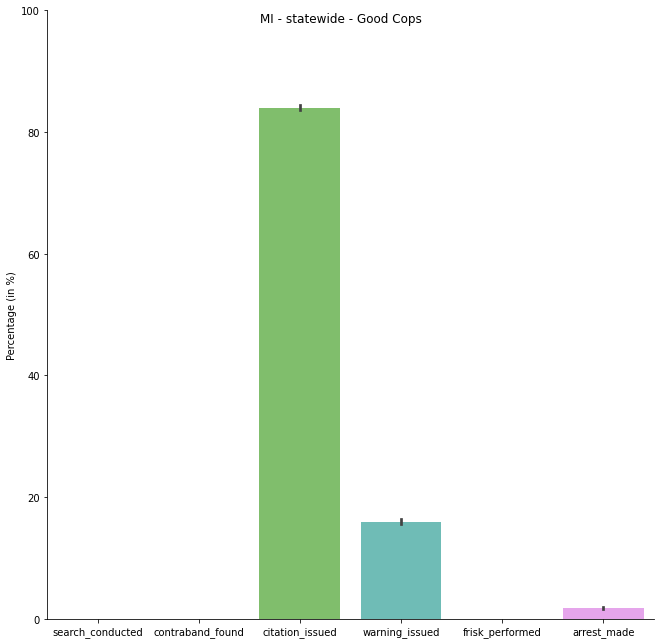 MI - statewide - Good Cops
Percentage (in %)
100
80
60
40
20
0
search_conducted contraband_found citation_issued warning_issued frisk_performed arrest_made